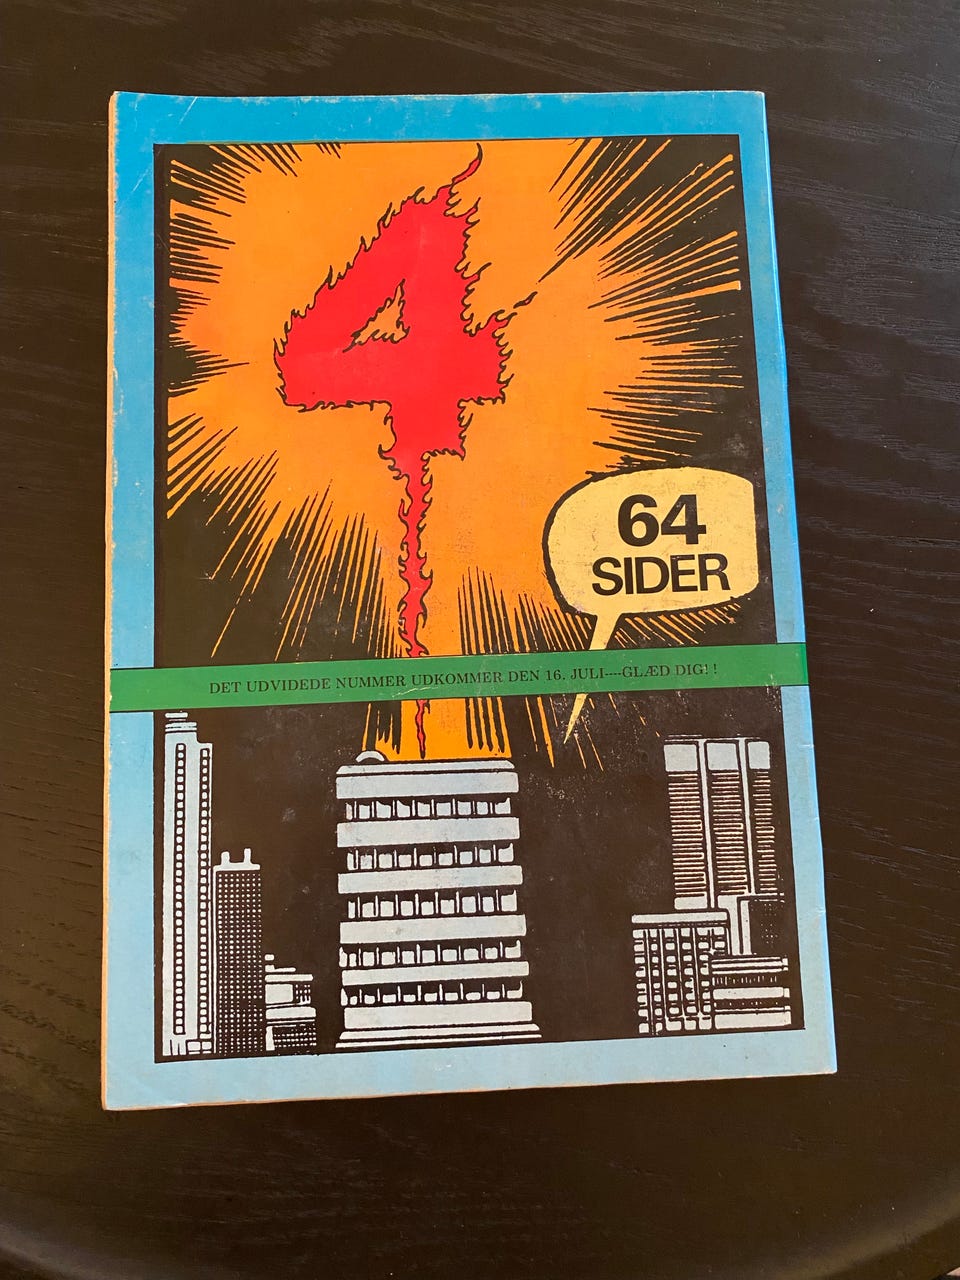 4
64
SIDER
DET UDVIDEDE NUMMER UDKOMMER DEN 16. JULI----GLÆD DIG! !